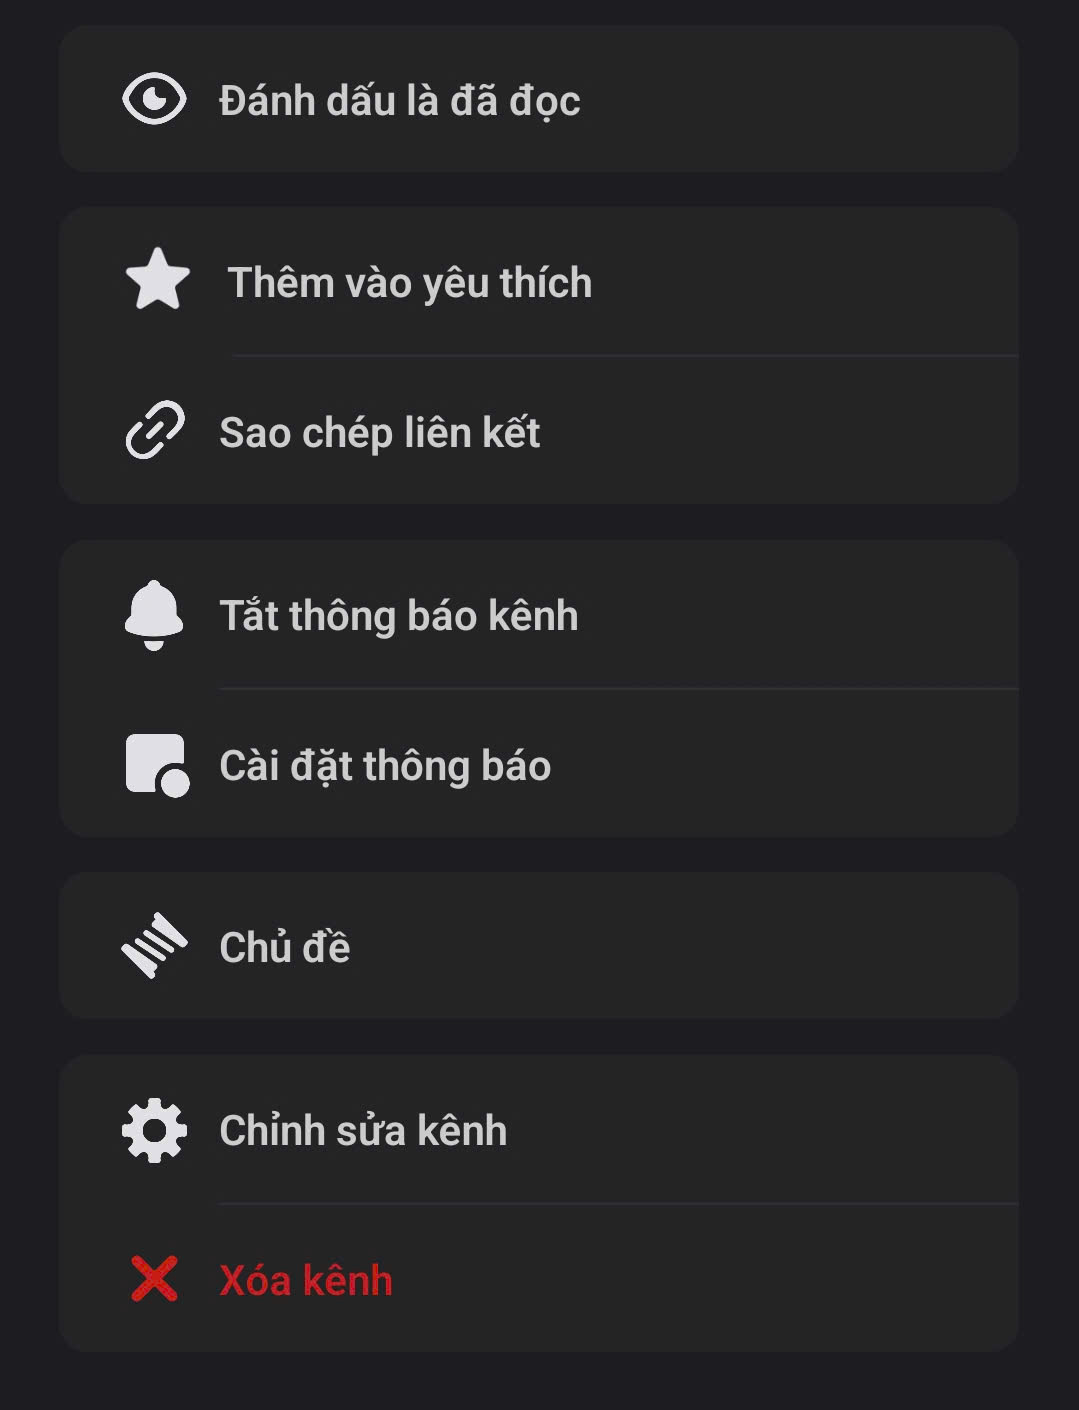 Đánh dấu là đã đọc
Thêm vào yêu thích
Sao chép liên kết
Tắt thông báo kênh
Cài đặt thông báo
Chủ đề
Chỉnh sửa kênh
Xóa kênh